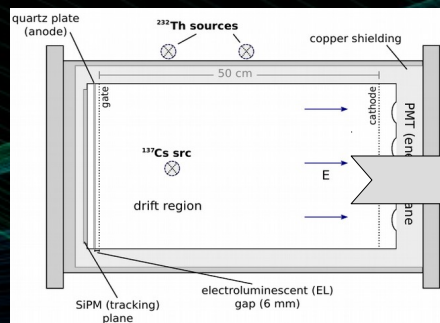 quartz plate
(anode)
²³²Th sources
copper shielding
50 cm
gate
cathode
¹³⁷Cs src
E
drift region
PMT
SiPM (tracking)
plane
electroluminescent (EL)
gap (6 mm)